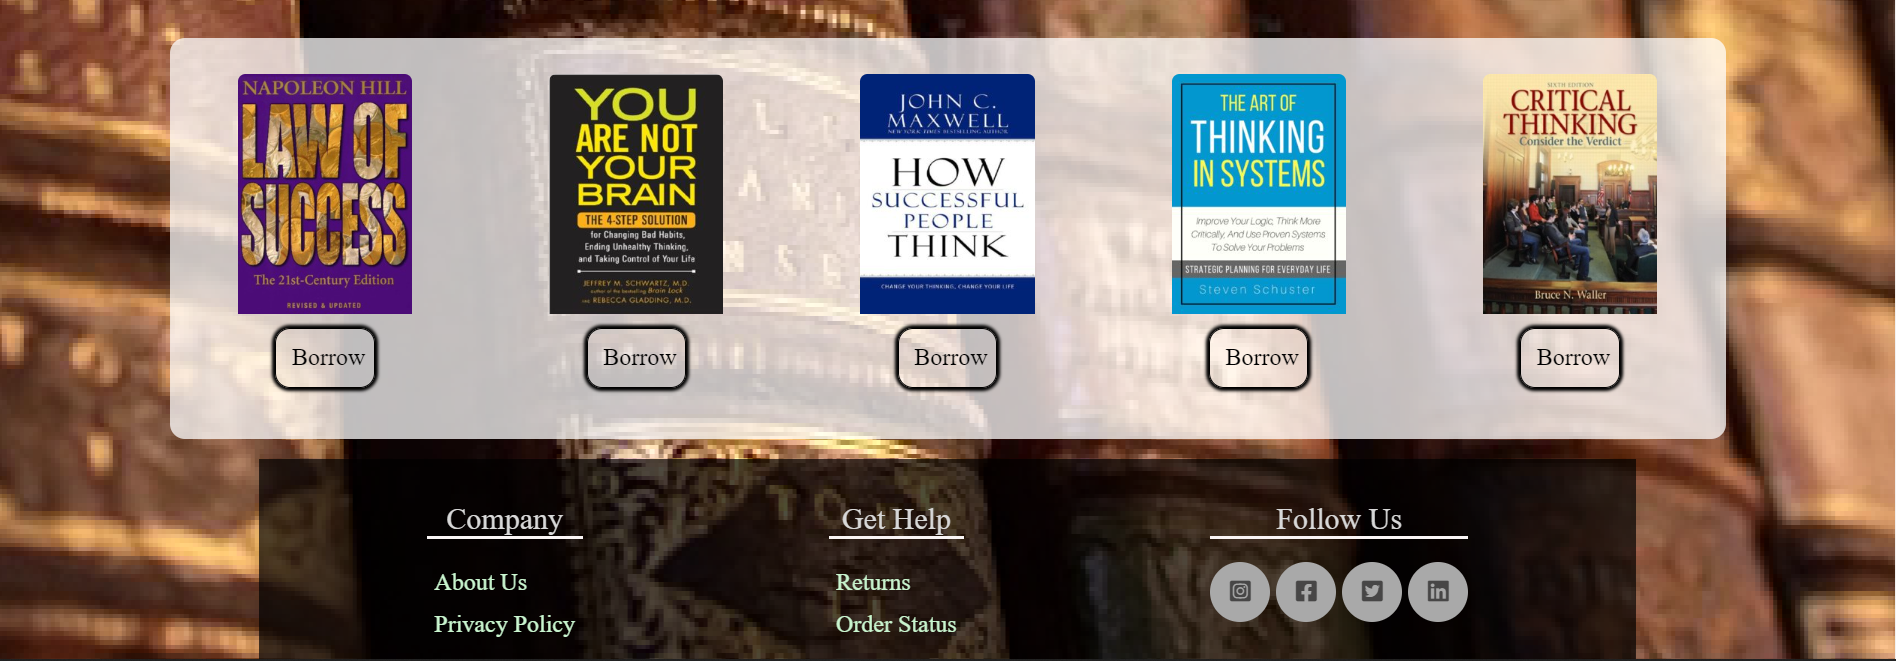 NAPOLEON HILL
LAW OF
SUCCESS
The 21st-Century Edition
REVISED & UPDATED
YOU
ARE NOT
YOUR
BRAIN
THE 4-STEP SOLUTION
for Changing Bad Habits,
Ending Unhealthy Thinking,
and Taking Control of Your Life
JEFFREY M. SCHWARTZ, M.D.
author of the bestselling Brain Lock
AND REBECCA GLADDING, M.D.
JOHN C.
MAXWELL
NEW YORK TIMES BESTSELLING AUTHOR
HOW
SUCCESSFUL
PEOPLE
THINK
CHANGE YOUR THINKING, CHANGE YOUR LIFE
THE ART OF
THINKING
IN SYSTEMS
Improve Your Logic, Think More
Critically, And Use Proven Systems
To Solve Your Problems
STRATEGIC PLANNING FOR EVERYDAY LIFE
Steven Schuster
SIXTH EDITION
CRITICAL
THINKING
Consider the Verdict
Bruce N. Waller
Borrow
Borrow
Borrow
Borrow
Borrow
Company
About Us
Privacy Policy
Get Help
Returns
Order Status
Follow Us